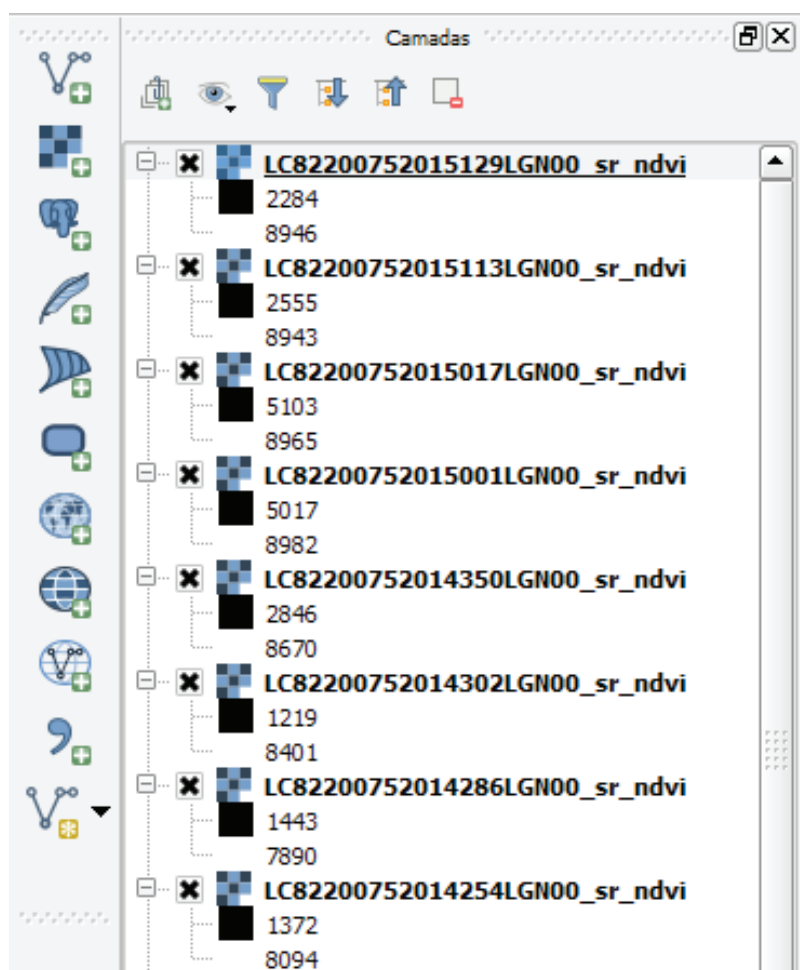 Camadas
LC82200752015129LGN00_sr_ndvi
2284
8946
LC82200752015113LGN00_sr_ndvi
2555
8943
LC82200752015017LGN00_sr_ndvi
5103
8965
LC82200752015001LGN00_sr_ndvi
5017
8982
LC82200752014350LGN00_sr_ndvi
2846
8670
LC82200752014302LGN00_sr_ndvi
1219
8401
LC82200752014286LGN00_sr_ndvi
1443
7890
LC82200752014254LGN00_sr_ndvi
1372
8094